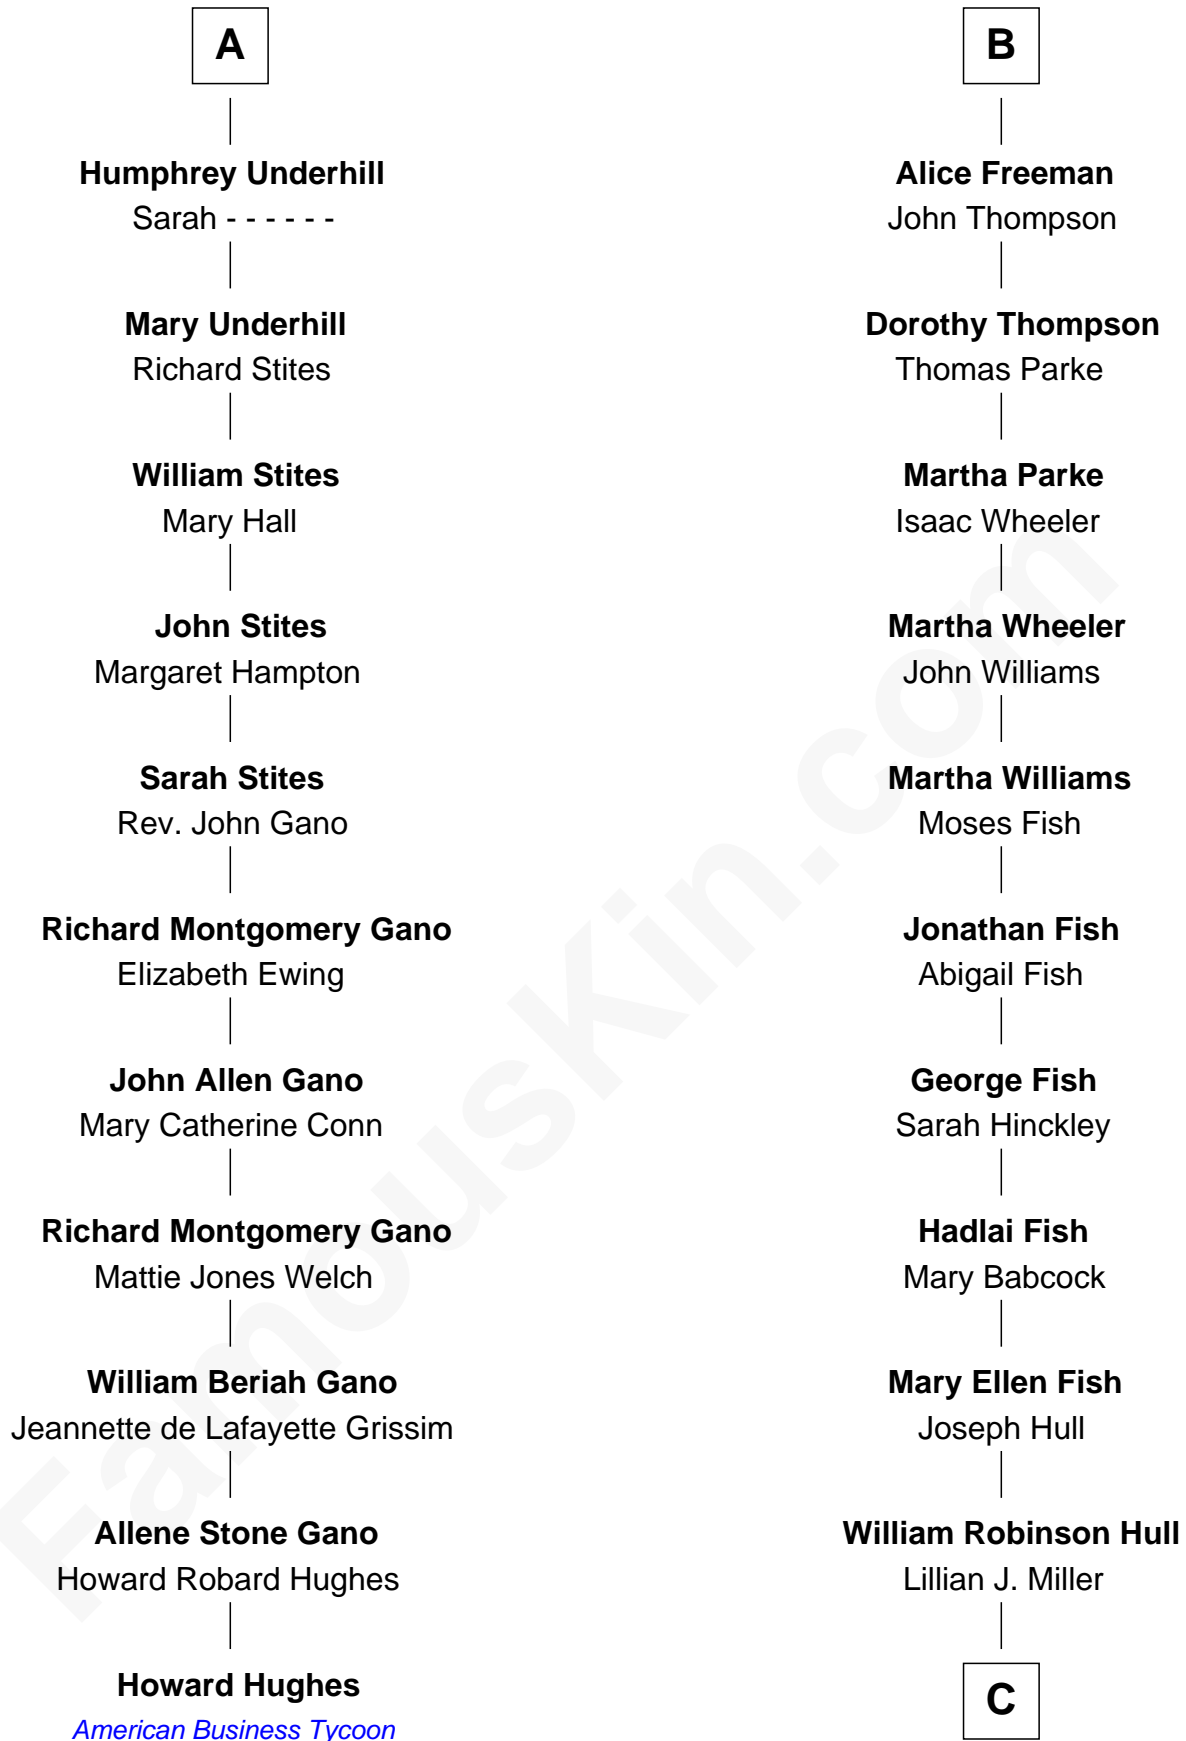 A
Humphrey Underhill
Sarah - - - - - -
Mary Underhill
Richard Stites
William Stites
Mary Hall
John Stites
Margaret Hampton
Sarah Stites
Rev. John Gano
Richard Montgomery Gano
Elizabeth Ewing
John Allen Gano
Mary Catherine Conn
Richard Montgomery Gano
Mattie Jones Welch
William Beriah Gano
Jeannette de Lafayette Grissim
Allene Stone Gano
Howard Robard Hughes
Howard Hughes
American Business Tycoon
B
Alice Freeman
John Thompson
Dorothy Thompson
Thomas Parke
Martha Parke
Isaac Wheeler
Martha Wheeler
John Williams
Martha Williams
Moses Fish
Jonathan Fish
Abigail Fish
George Fish
Sarah Hinckley
Hadlai Fish
Mary Babcock
Mary Ellen Fish
Joseph Hull
William Robinson Hull
Lillian J. Miller
C
FamousKin.com